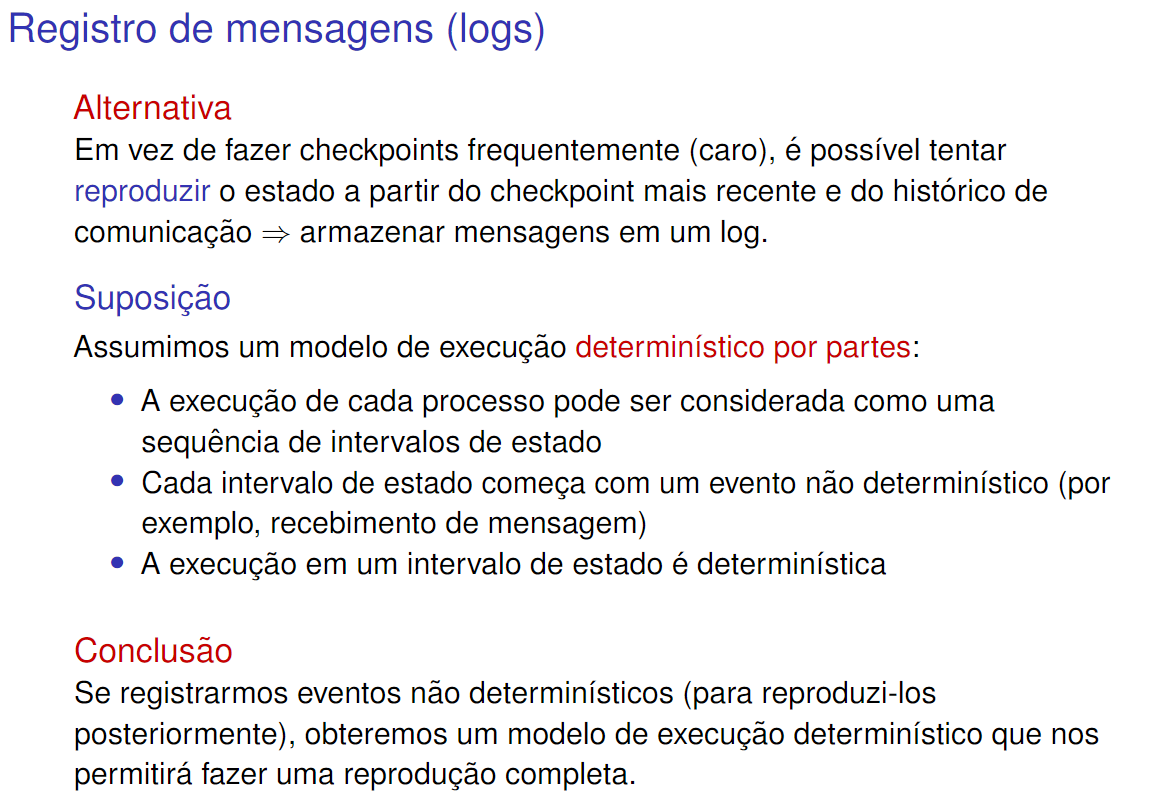 Registro de mensagens (logs)
Alternativa
Em vez de fazer checkpoints frequentemente (caro), é possível tentar
reproduzir o estado a partir do checkpoint mais recente e do histórico de
comunicação ⇒ armazenar mensagens em um log.
Suposição
Assumimos um modelo de execução determinístico por partes:
• A execução de cada processo pode ser considerada como uma
sequência de intervalos de estado
• Cada intervalo de estado começa com um evento não determinístico (por
exemplo, recebimento de mensagem)
• A execução em um intervalo de estado é determinística
Conclusão
Se registrarmos eventos não determinísticos (para reproduzi-los
posteriormente), obteremos um modelo de execução determinístico que nos
permitirá fazer uma reprodução completa.